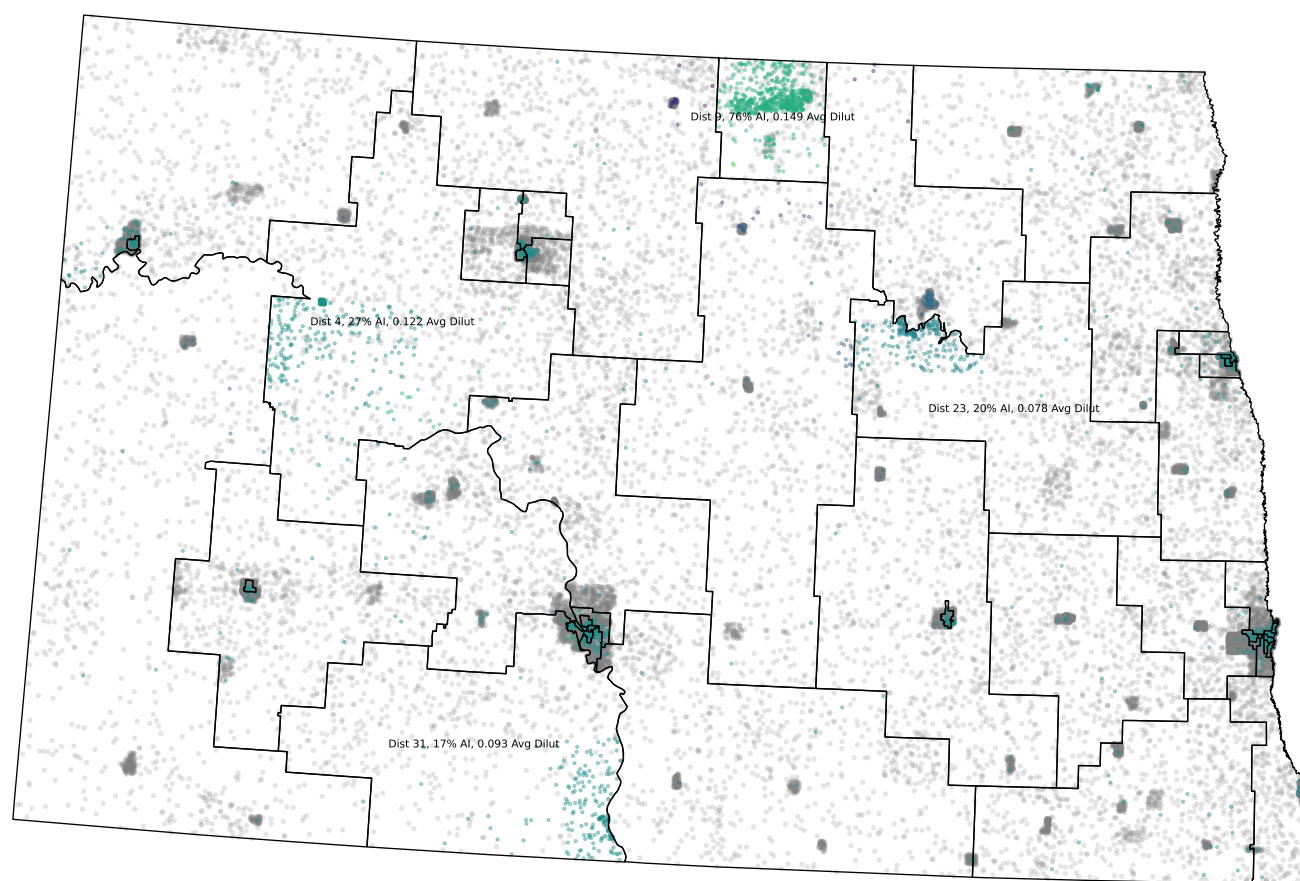 Dist 9, 76% AI, 0.149 Avg Dilut
Dist 4, 27% AI, 0.122 Avg Dilut
Dist 23, 20% AI, 0.078 Avg Dilut
Dist 31, 17% AI, 0.093 Avg Dilut